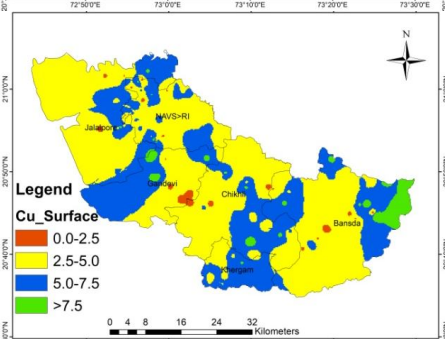 72°50'0"E 73°0'0"E 73°10'0"E 73°20'0"E 73°30'0"E
N
21°0'0"N
NAVS>RI
Jalalpore
20°50'0"N
Gandevi
Chikhli
Bansda
20°40'0"N
Khergam
Legend
Cu_Surface
0.0-2.5
2.5-5.0
5.0-7.5
>7.5
0 4 8 16 24 32
Kilometers